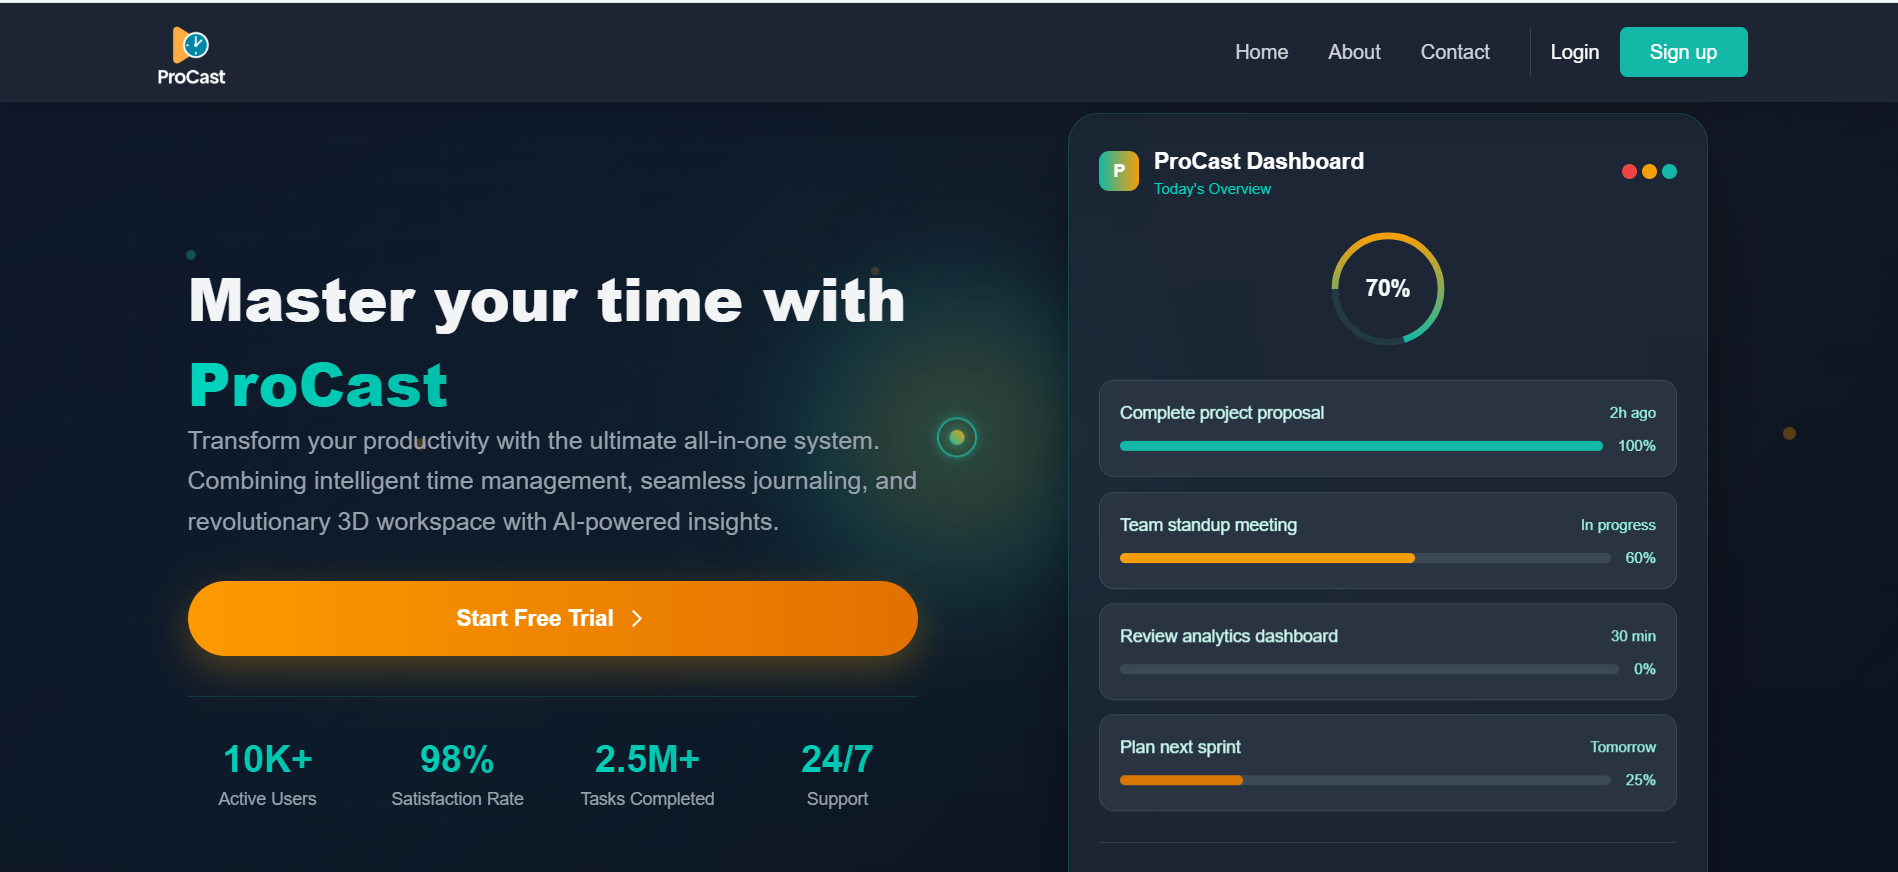 ProCast
Home
About
Contact
Login
Sign up
Master your time with
ProCast
Transform your productivity with the ultimate all-in-one system.
Combining intelligent time management, seamless journaling, and
revolutionary 3D workspace with AI-powered insights.
Start Free Trial
10K+
Active Users
98%
Satisfaction Rate
2.5M+
Tasks Completed
24/7
Support
P
ProCast Dashboard
Today's Overview
70%
Complete project proposal
2h ago
100%
Team standup meeting
In progress
60%
Review analytics dashboard
30 min
0%
Plan next sprint
Tomorrow
25%